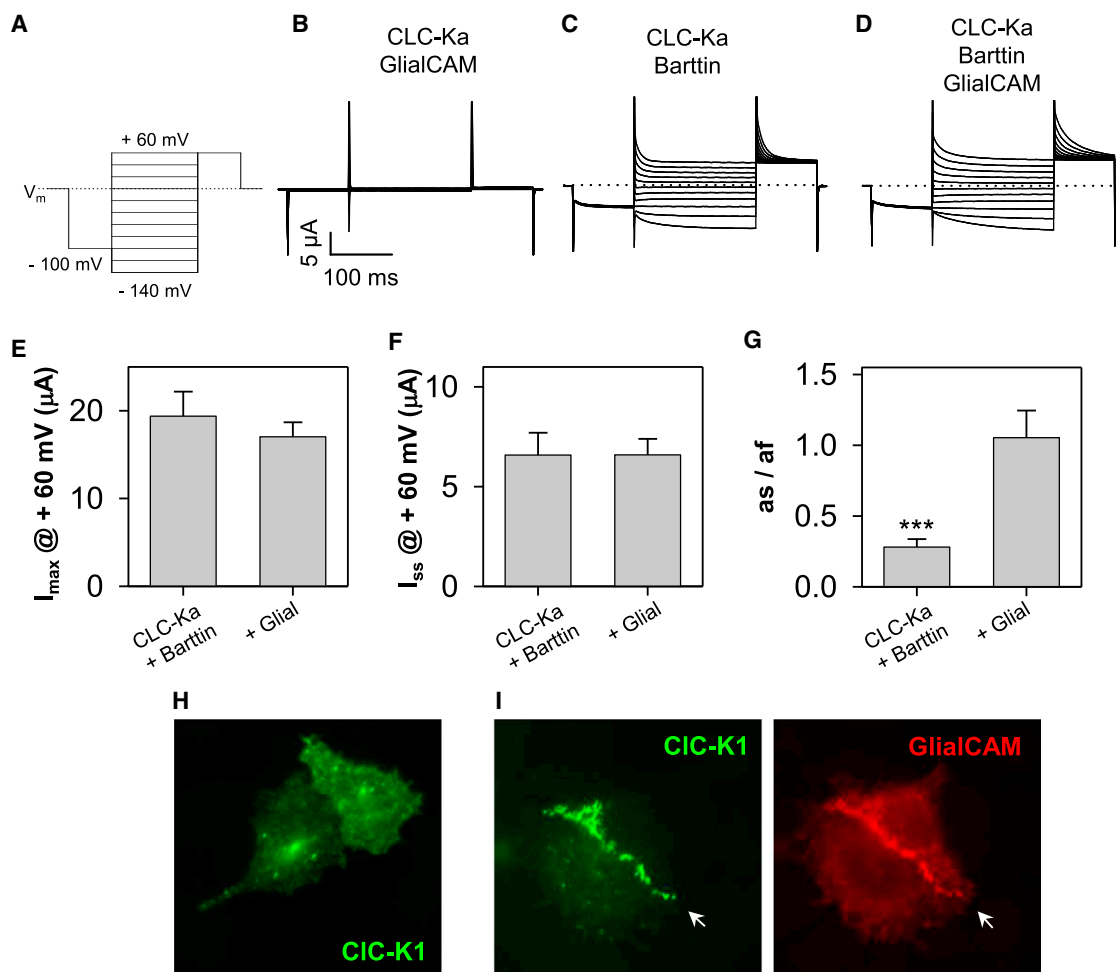 A
+ 60 mV
Vm
- 100 mV
- 140 mV
B
CLC-Ka
GlialCAM
5 µA
100 ms
C
CLC-Ka
Barttin
D
CLC-Ka
Barttin
GlialCAM
E
Imax @ + 60 mV (µA)
20
10
0
CLC-Ka
+ Barttin
+ Glial
F
Iss @ + 60 mV (µA)
10
5
0
CLC-Ka
+ Barttin
+ Glial
G
as / af
1.5
1.0
0.5
0.0
***
CLC-Ka
+ Barttin
+ Glial
H
ClC-K1
I
ClC-K1
GlialCAM